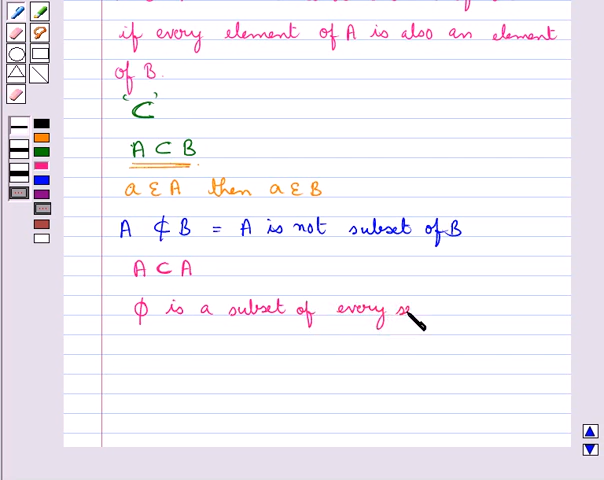 if every element of A is also an element
of B.
'⊂'
A ⊂ B
a ε A then a ε B
A ⊄ B = A is not subset of B
A ⊂ A
ϕ is a subset of every s